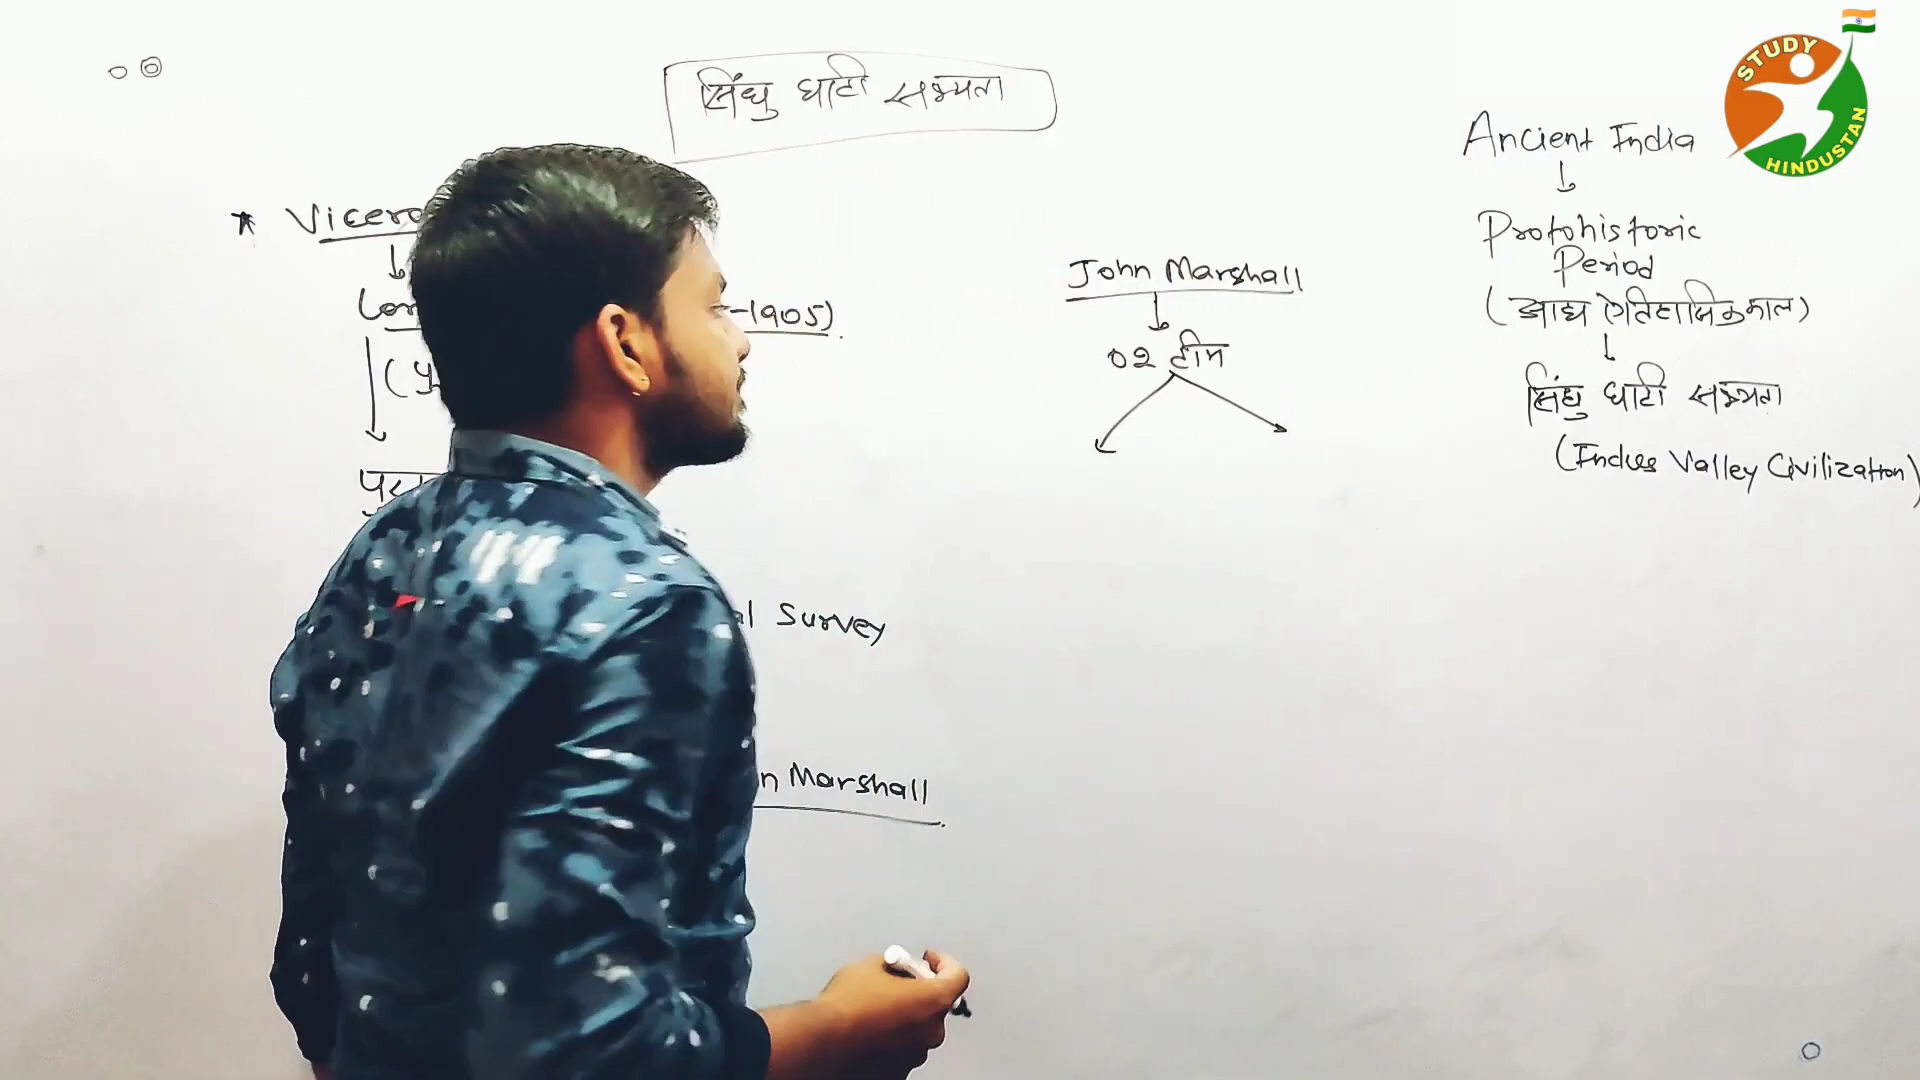 सिंधु घाटी सभ्यता
STUDY
HINDUSTAN
Ancient India
Protohistoric
Period
(आद्य ऐतिहासिक काल)
सिंधु घाटी सभ्यता
(Indus Valley Civilization)
-1905)
John Marshall
02 टीम
Survey
Marshall